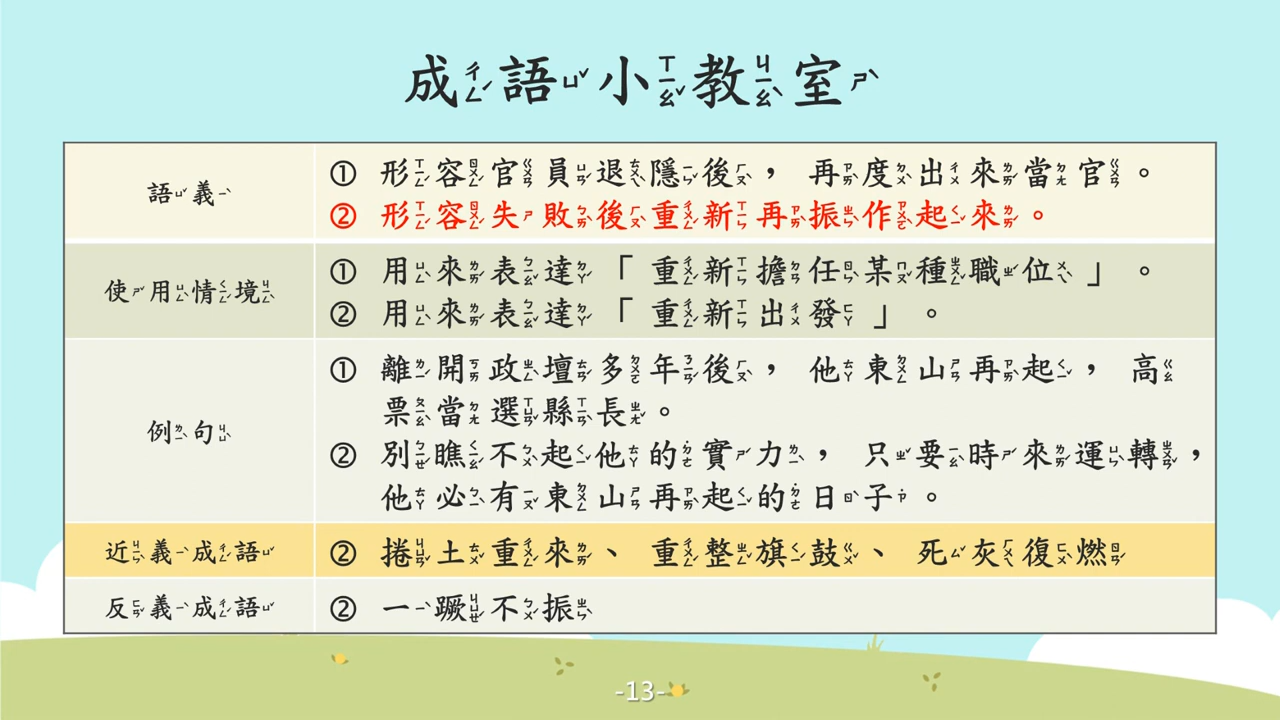 成語小教室
語義
① 形容官員退隱後，再度出來當官。
② 形容失敗後重新再振作起來。
使用情境
① 用來表達「重新擔任某種職位」。
② 用來表達「重新出發」。
例句
① 離開政壇多年後，他東山再起，高
票當選縣長。
② 別瞧不起他的實力，只要時來運轉，
他必有東山再起的日子。
近義成語
② 捲土重來、重整旗鼓、死灰復燃
反義成語
② 一蹶不振
-13-